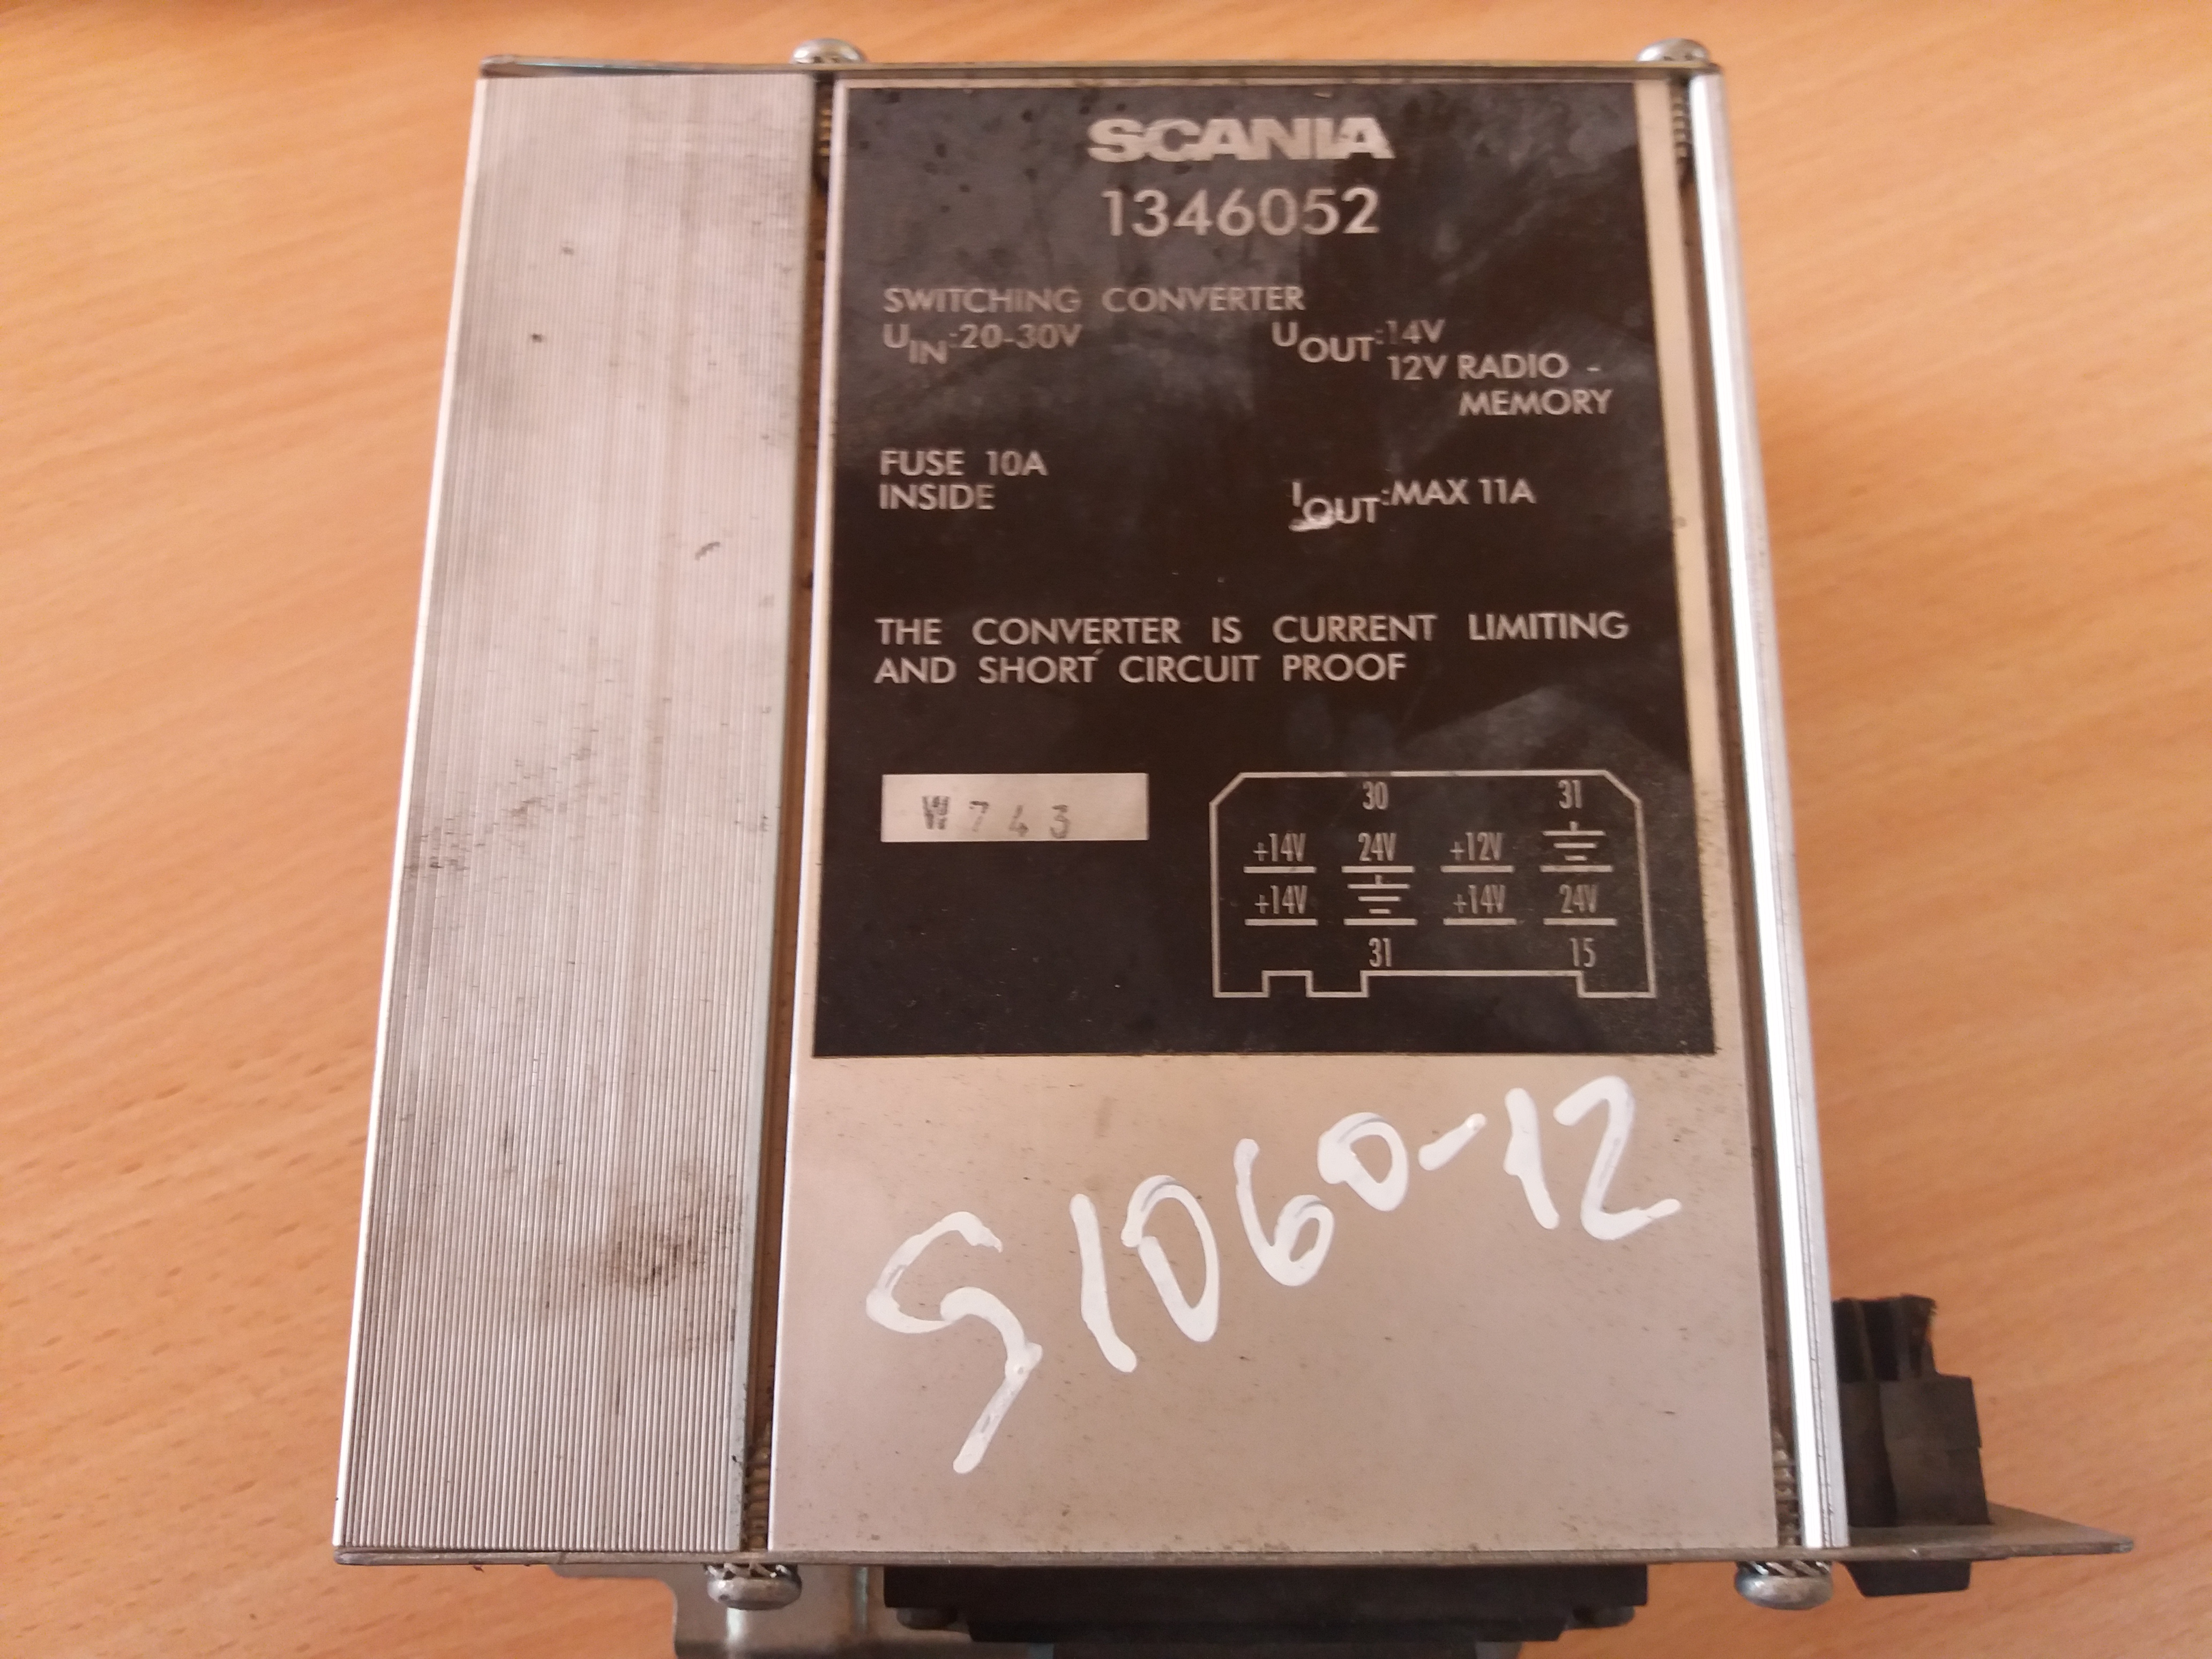 SCANIA
1346052
SWITCHING CONVERTER
UIN:20-30V UOUT:14V
12V RADIO -
MEMORY
FUSE 10A
INSIDE
IOUT:MAX 11A
THE CONVERTER IS CURRENT LIMITING
AND SHORT CIRCUIT PROOF
W743
30 31
+14V 24V +12V
+14V +14V 24V
31 15
S1060-12